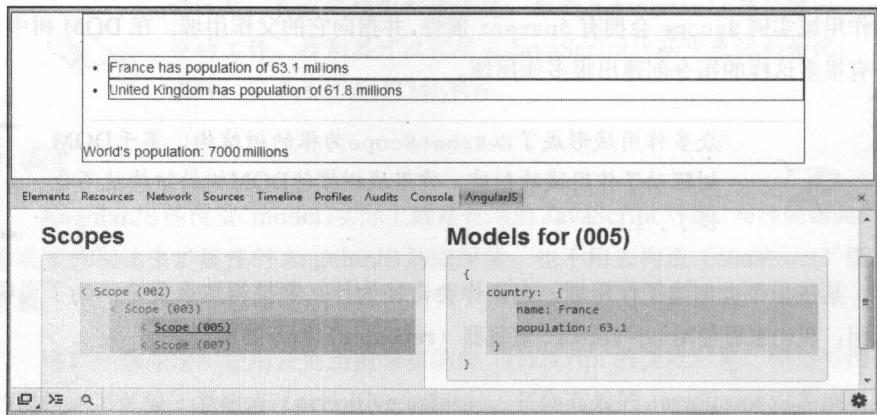 • France has population of 63.1 millions
• United Kingdom has population of 61.8 millions
World's population: 7000 millions
Elements Resources Network Sources Timeline Profiles Audits Console AngularJS ×
Scopes
< Scope (002)
< Scope (003)
< Scope (005)
< Scope (007)
Models for (005)
{
country: {
name: France
population: 63.1
}
}